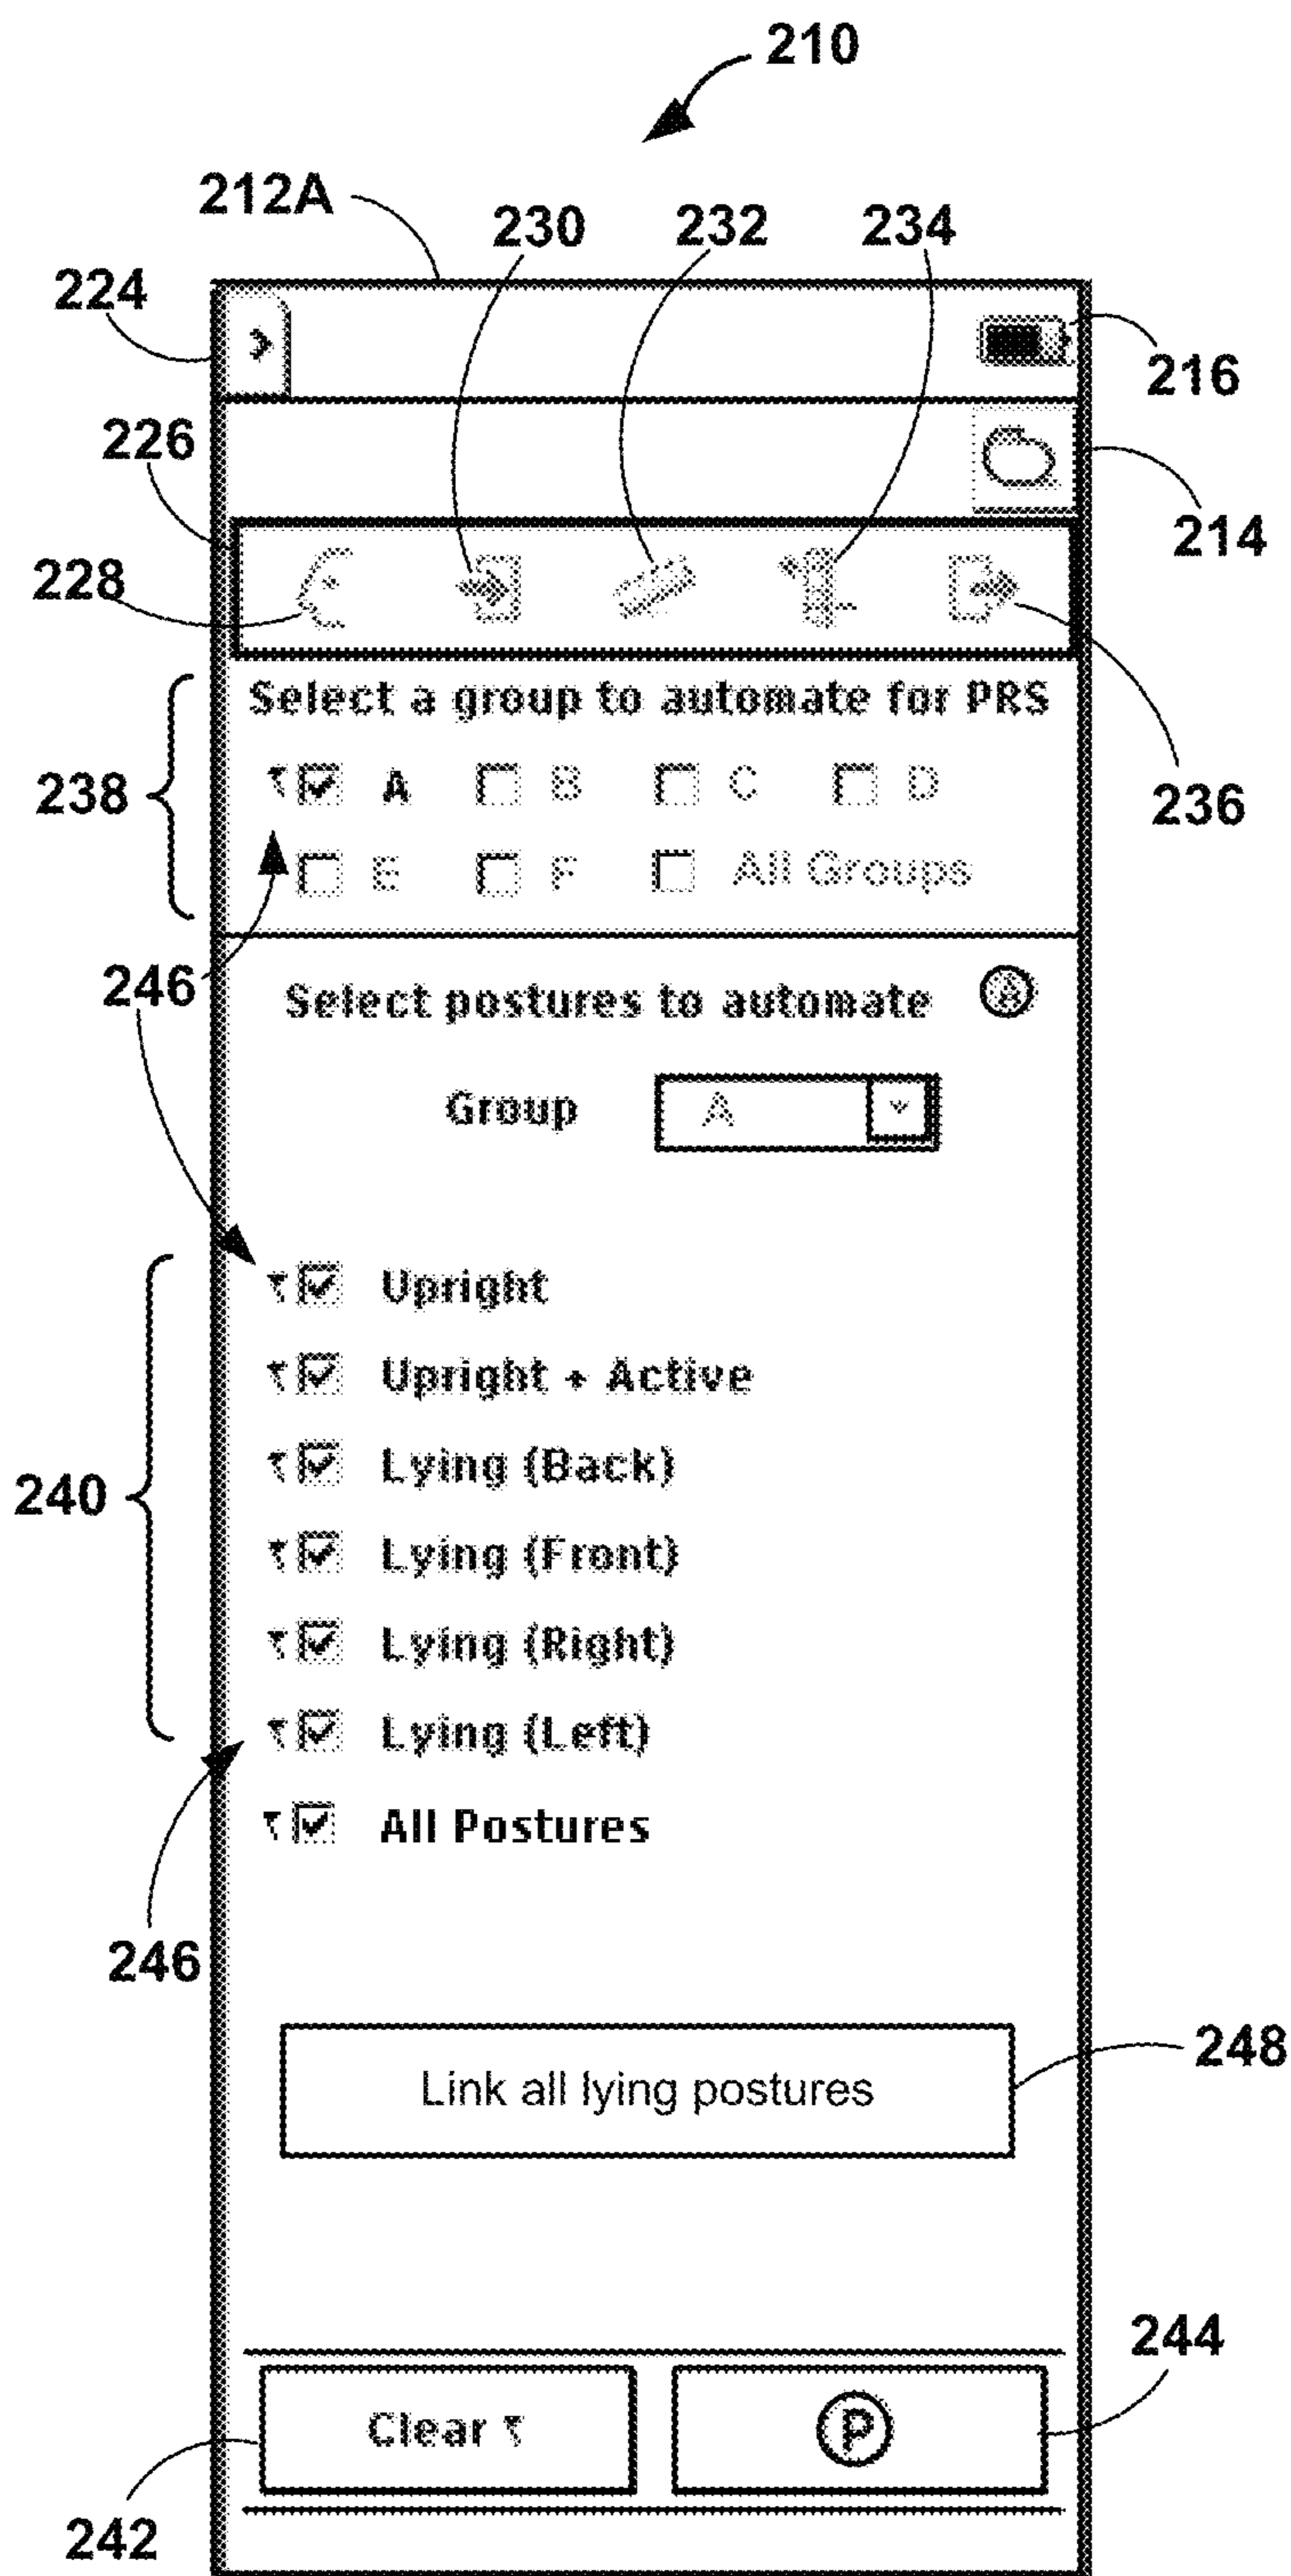 210
212A
230 232 234
224
216
226
214
228
Select a group to automate for PRS
238
A B C D
236
E F All Groups
246
Select postures to automate A
Group A
Upright
Upright + Active
Lying (Back)
240
Lying (Front)
Lying (Right)
Lying (Left)
All Postures
246
248
Link all lying postures
244
Clear P
242